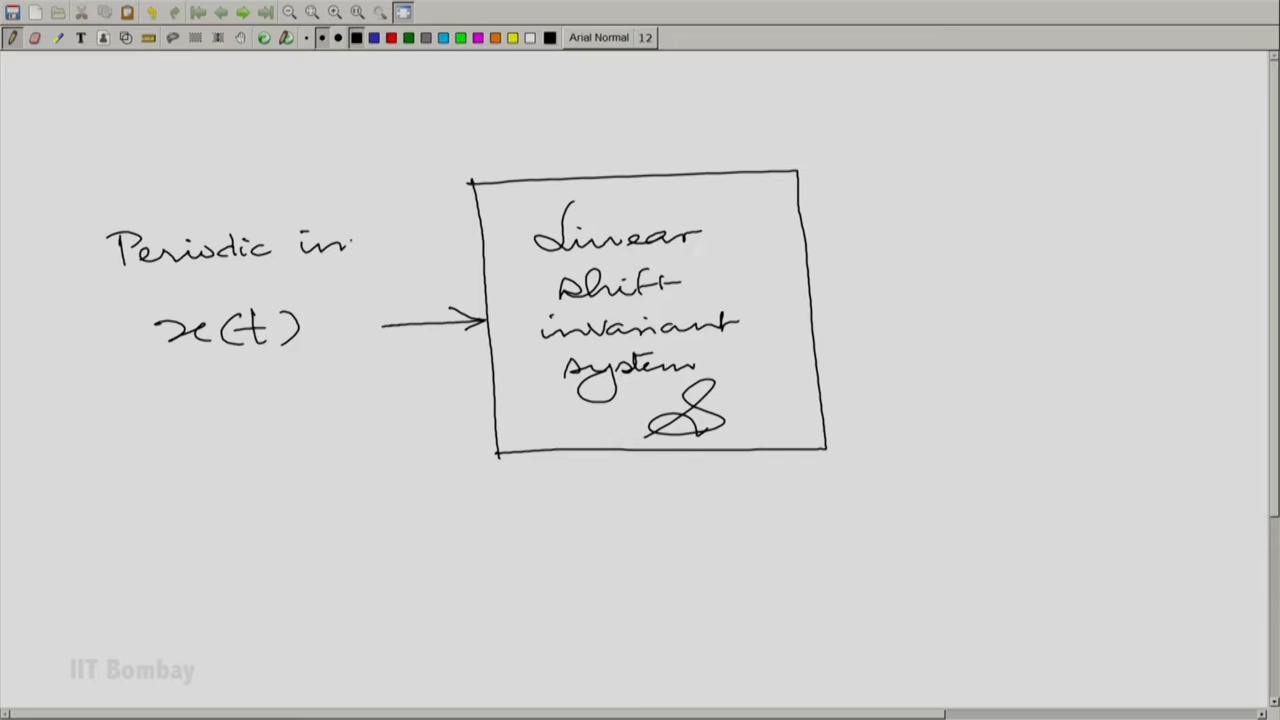 Arial Normal 12
Periodic in
x(t)
Linear
shift
invariant
system
S
IIT Bombay